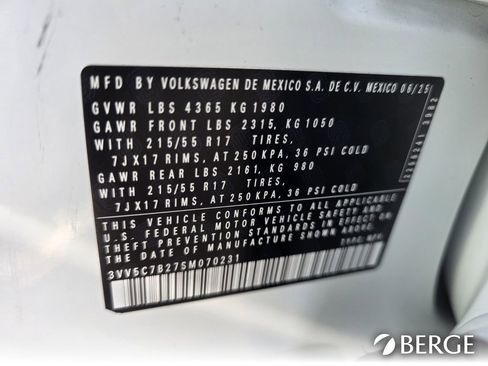 MFD BY VOLKSWAGEN DE MEXICO S.A. DE C.V. MEXICO 06/25
GVWR LBS 4365 KG 1980
GAWR FRONT LBS 2315, KG 1050
WITH 215/55 R17 TIRES,
7JX17 RIMS, AT 250 KPA, 36 PSI COLD
GAWR REAR LBS 2161, KG 980
WITH 215/55 R17 TIRES,
7JX17 RIMS, AT 250 KPA, 36 PSI COLD
THIS VEHICLE CONFORMS TO ALL APPLICABLE
U.S. FEDERAL MOTOR VEHICLE SAFETY AND
THEFT PREVENTION STANDARDS IN EFFECT ON
THE DATE OF MANUFACTURE SHOWN ABOVE.
3VV5C7B27SM070231
BERGE